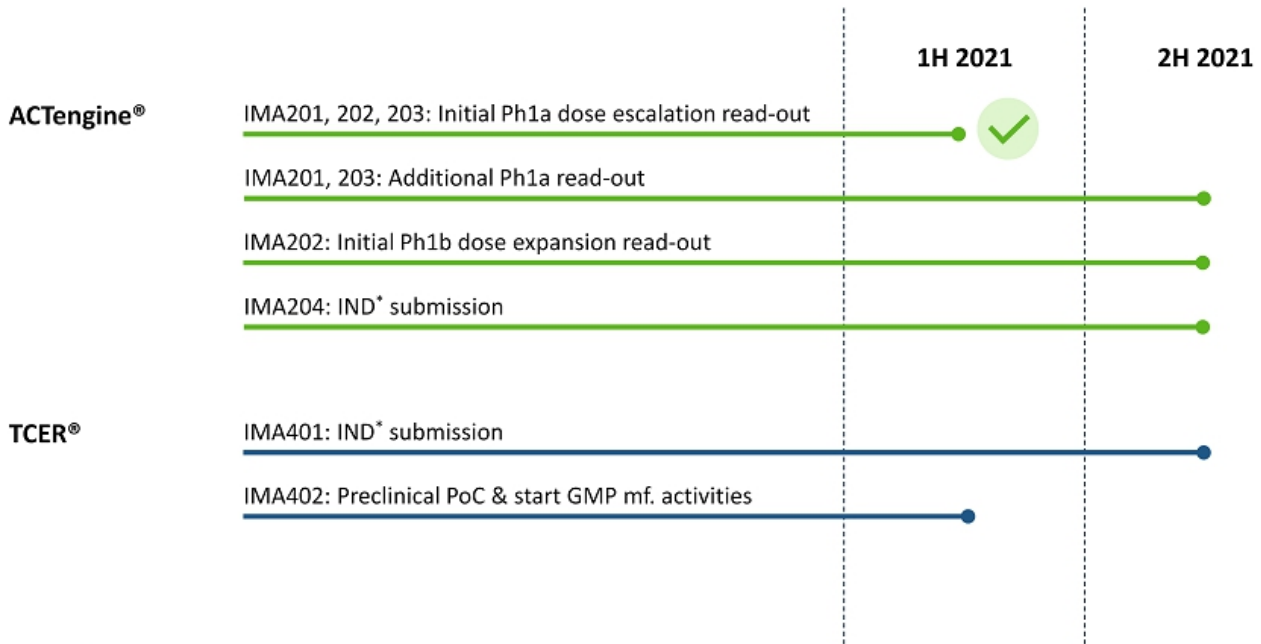 1H 2021
2H 2021
ACTengine®
IMA201, 202, 203: Initial Ph1a dose escalation read-out
IMA201, 203: Additional Ph1a read-out
IMA202: Initial Ph1b dose expansion read-out
IMA204: IND* submission
TCER®
IMA401: IND* submission
IMA402: Preclinical PoC & start GMP mf. activities